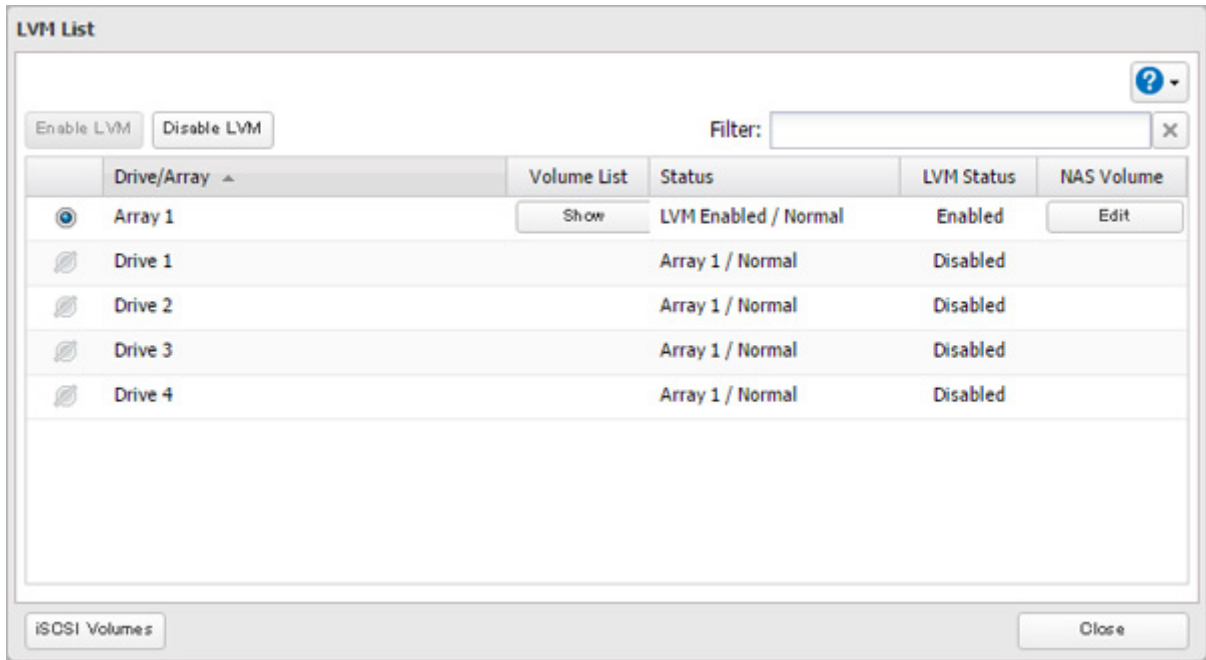 LVM List
?
Enable LVM Disable LVM Filter:
Drive/Array Volume List Status LVM Status NAS Volume
Array 1 Show LVM Enabled / Normal Enabled Edit
Drive 1 Array 1 / Normal Disabled
Drive 2 Array 1 / Normal Disabled
Drive 3 Array 1 / Normal Disabled
Drive 4 Array 1 / Normal Disabled
iSCSI Volumes Close